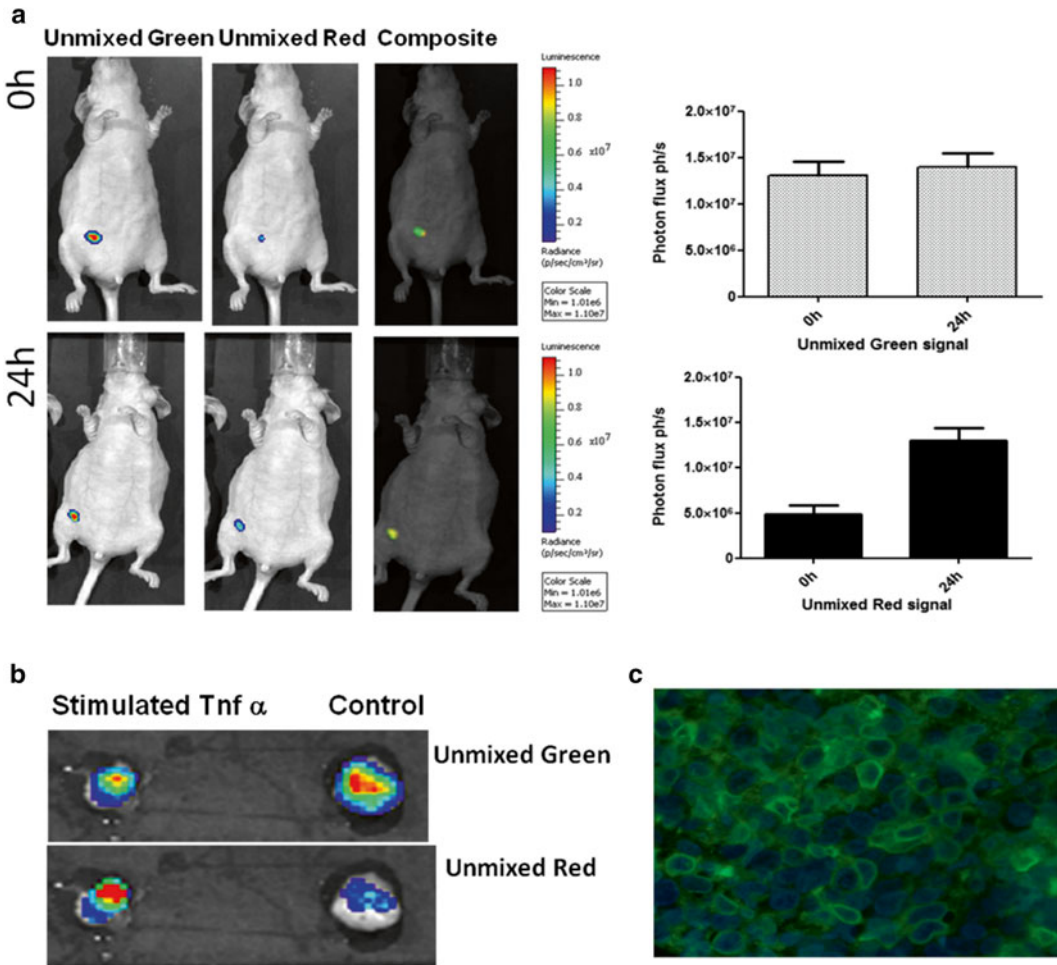 a
Unmixed Green Unmixed Red Composite
0h
Luminescence
1.0
0.8
x10⁷
0.6
0.4
0.2
Radiance
(p/sec/cm²/sr)
Color Scale
Min = 1.01e6
Max = 1.10e7
Photon flux ph/s
2.0×10⁷
1.5×10⁷
1.0×10⁷
5.0×10⁶
0
0h
24h
Unmixed Green signal
24h
Luminescence
1.0
0.8
x10⁷
0.6
0.4
0.2
Radiance
(p/sec/cm²/sr)
Color Scale
Min = 1.01e6
Max = 1.10e7
Photon flux ph/s
2.0×10⁷
1.5×10⁷
1.0×10⁷
5.0×10⁶
0
0h
24h
Unmixed Red signal
b
Stimulated Tnf α Control
Unmixed Green
Unmixed Red
c